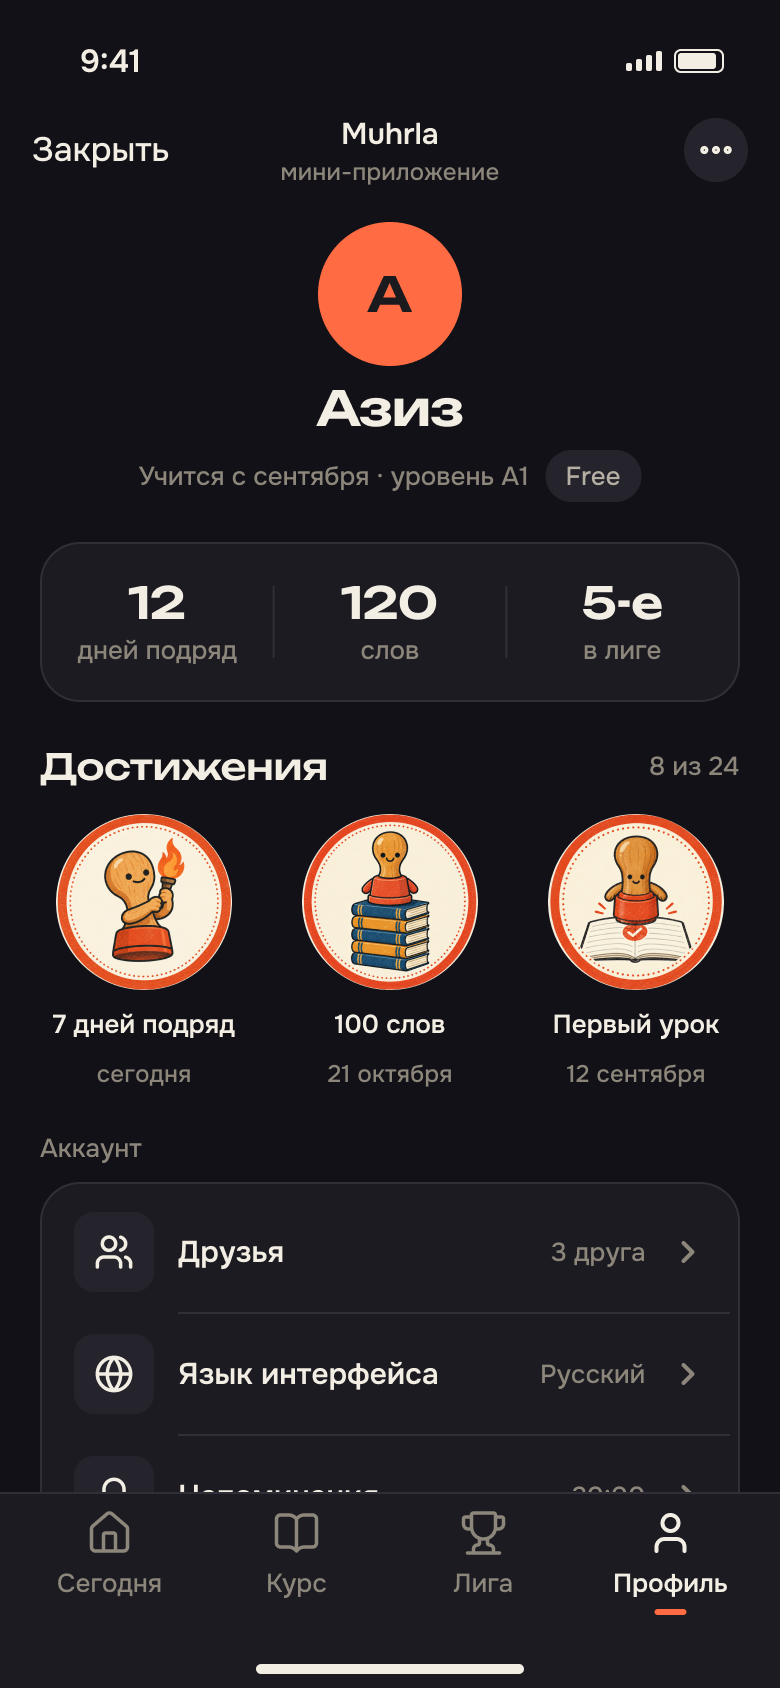 9:41
Закрыть
Muhrla
мини-приложение
А
Азиз
Учится с сентября · уровень A1 Free
12 120 5-е
дней подряд слов в лиге
Достижения 8 из 24
7 дней подряд 100 слов Первый урок
сегодня 21 октября 12 сентября
Аккаунт
Друзья 3 друга
Язык интерфейса Русский
Сегодня Курс Лига Профиль